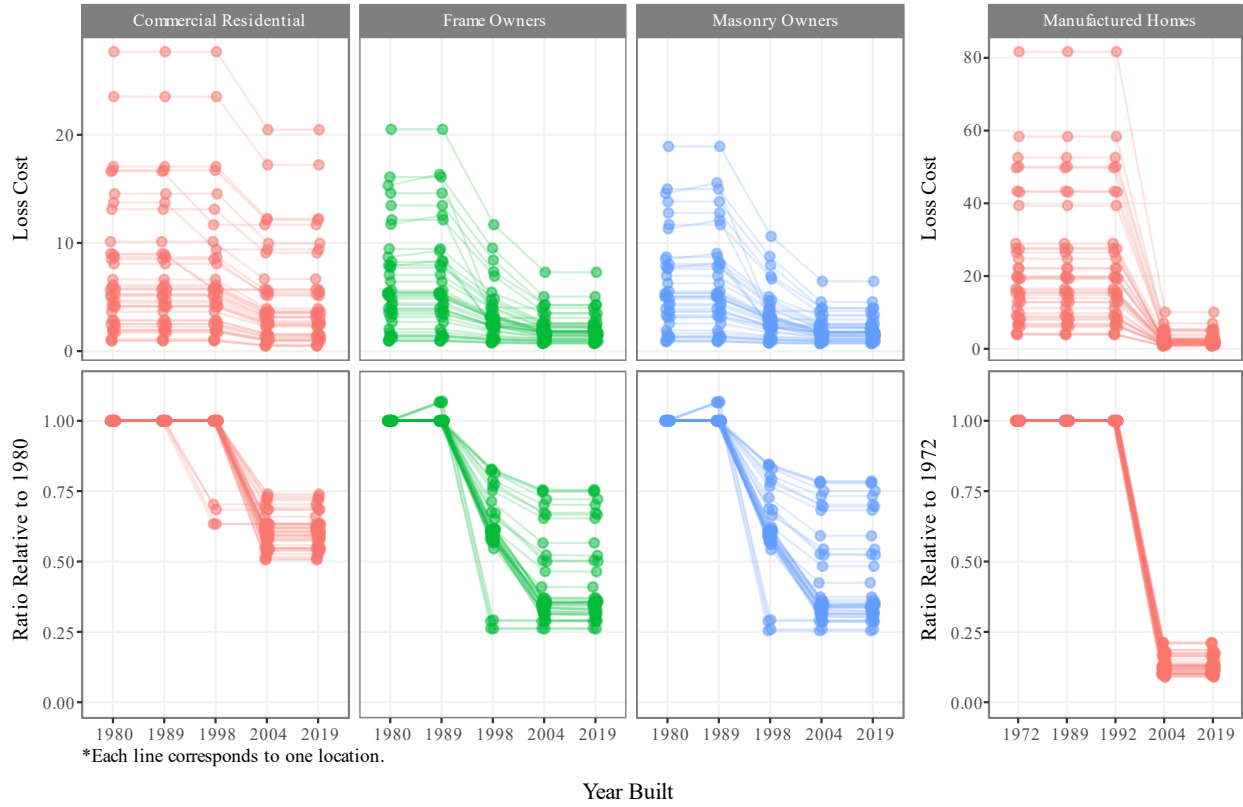 Commercial Residential Frame Owners Masonry Owners Manufactured Homes
Loss Cost
20
10
0
Loss Cost
80
60
40
20
0
Ratio Relative to 1980
1.00
0.75
0.50
0.25
0.00
Ratio Relative to 1972
1.00
0.75
0.50
0.25
0.00
1980 1989 1998 2004 2019 1980 1989 1998 2004 2019 1980 1989 1998 2004 2019 1972 1989 1992 2004 2019
*Each line corresponds to one location.
Year Built